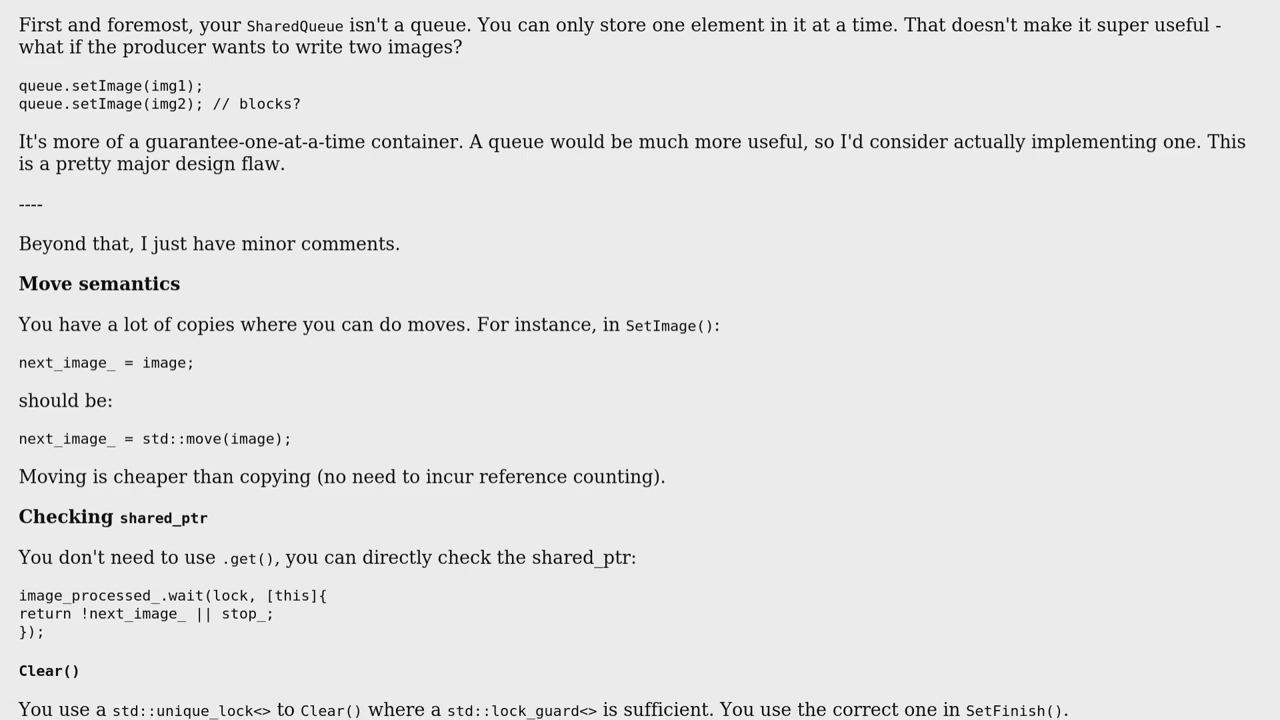 First and foremost, your SharedQueue isn't a queue. You can only store one element in it at a time. That doesn't make it super useful -
what if the producer wants to write two images?
queue.setImage(img1);
queue.setImage(img2); // blocks?
It's more of a guarantee-one-at-a-time container. A queue would be much more useful, so I'd consider actually implementing one. This
is a pretty major design flaw.
----
Beyond that, I just have minor comments.
Move semantics
You have a lot of copies where you can do moves. For instance, in SetImage():
next_image_ = image;
should be:
next_image_ = std::move(image);
Moving is cheaper than copying (no need to incur reference counting).
Checking shared_ptr
You don't need to use .get(), you can directly check the shared_ptr:
image_processed_.wait(lock, [this]{
return !next_image_ || stop_;
});
Clear()
You use a std::unique_lock<> to Clear() where a std::lock_guard<> is sufficient. You use the correct one in SetFinish().